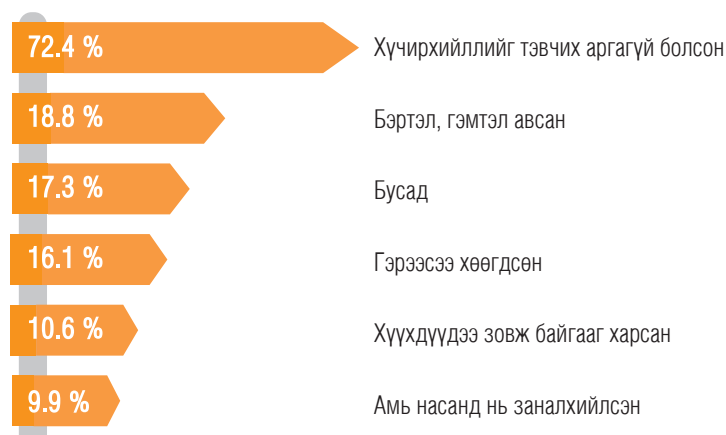 72.4 % Хүчирхийллийг тэвчих аргагүй болсон
18.8 % Бэртэл, гэмтэл авсан
17.3 % Бусад
16.1 % Гэрээсээ хөөгдсөн
10.6 % Хүүхдүүдээ зовж байгааг харсан
9.9 % Амь насанд нь заналхийлсэн